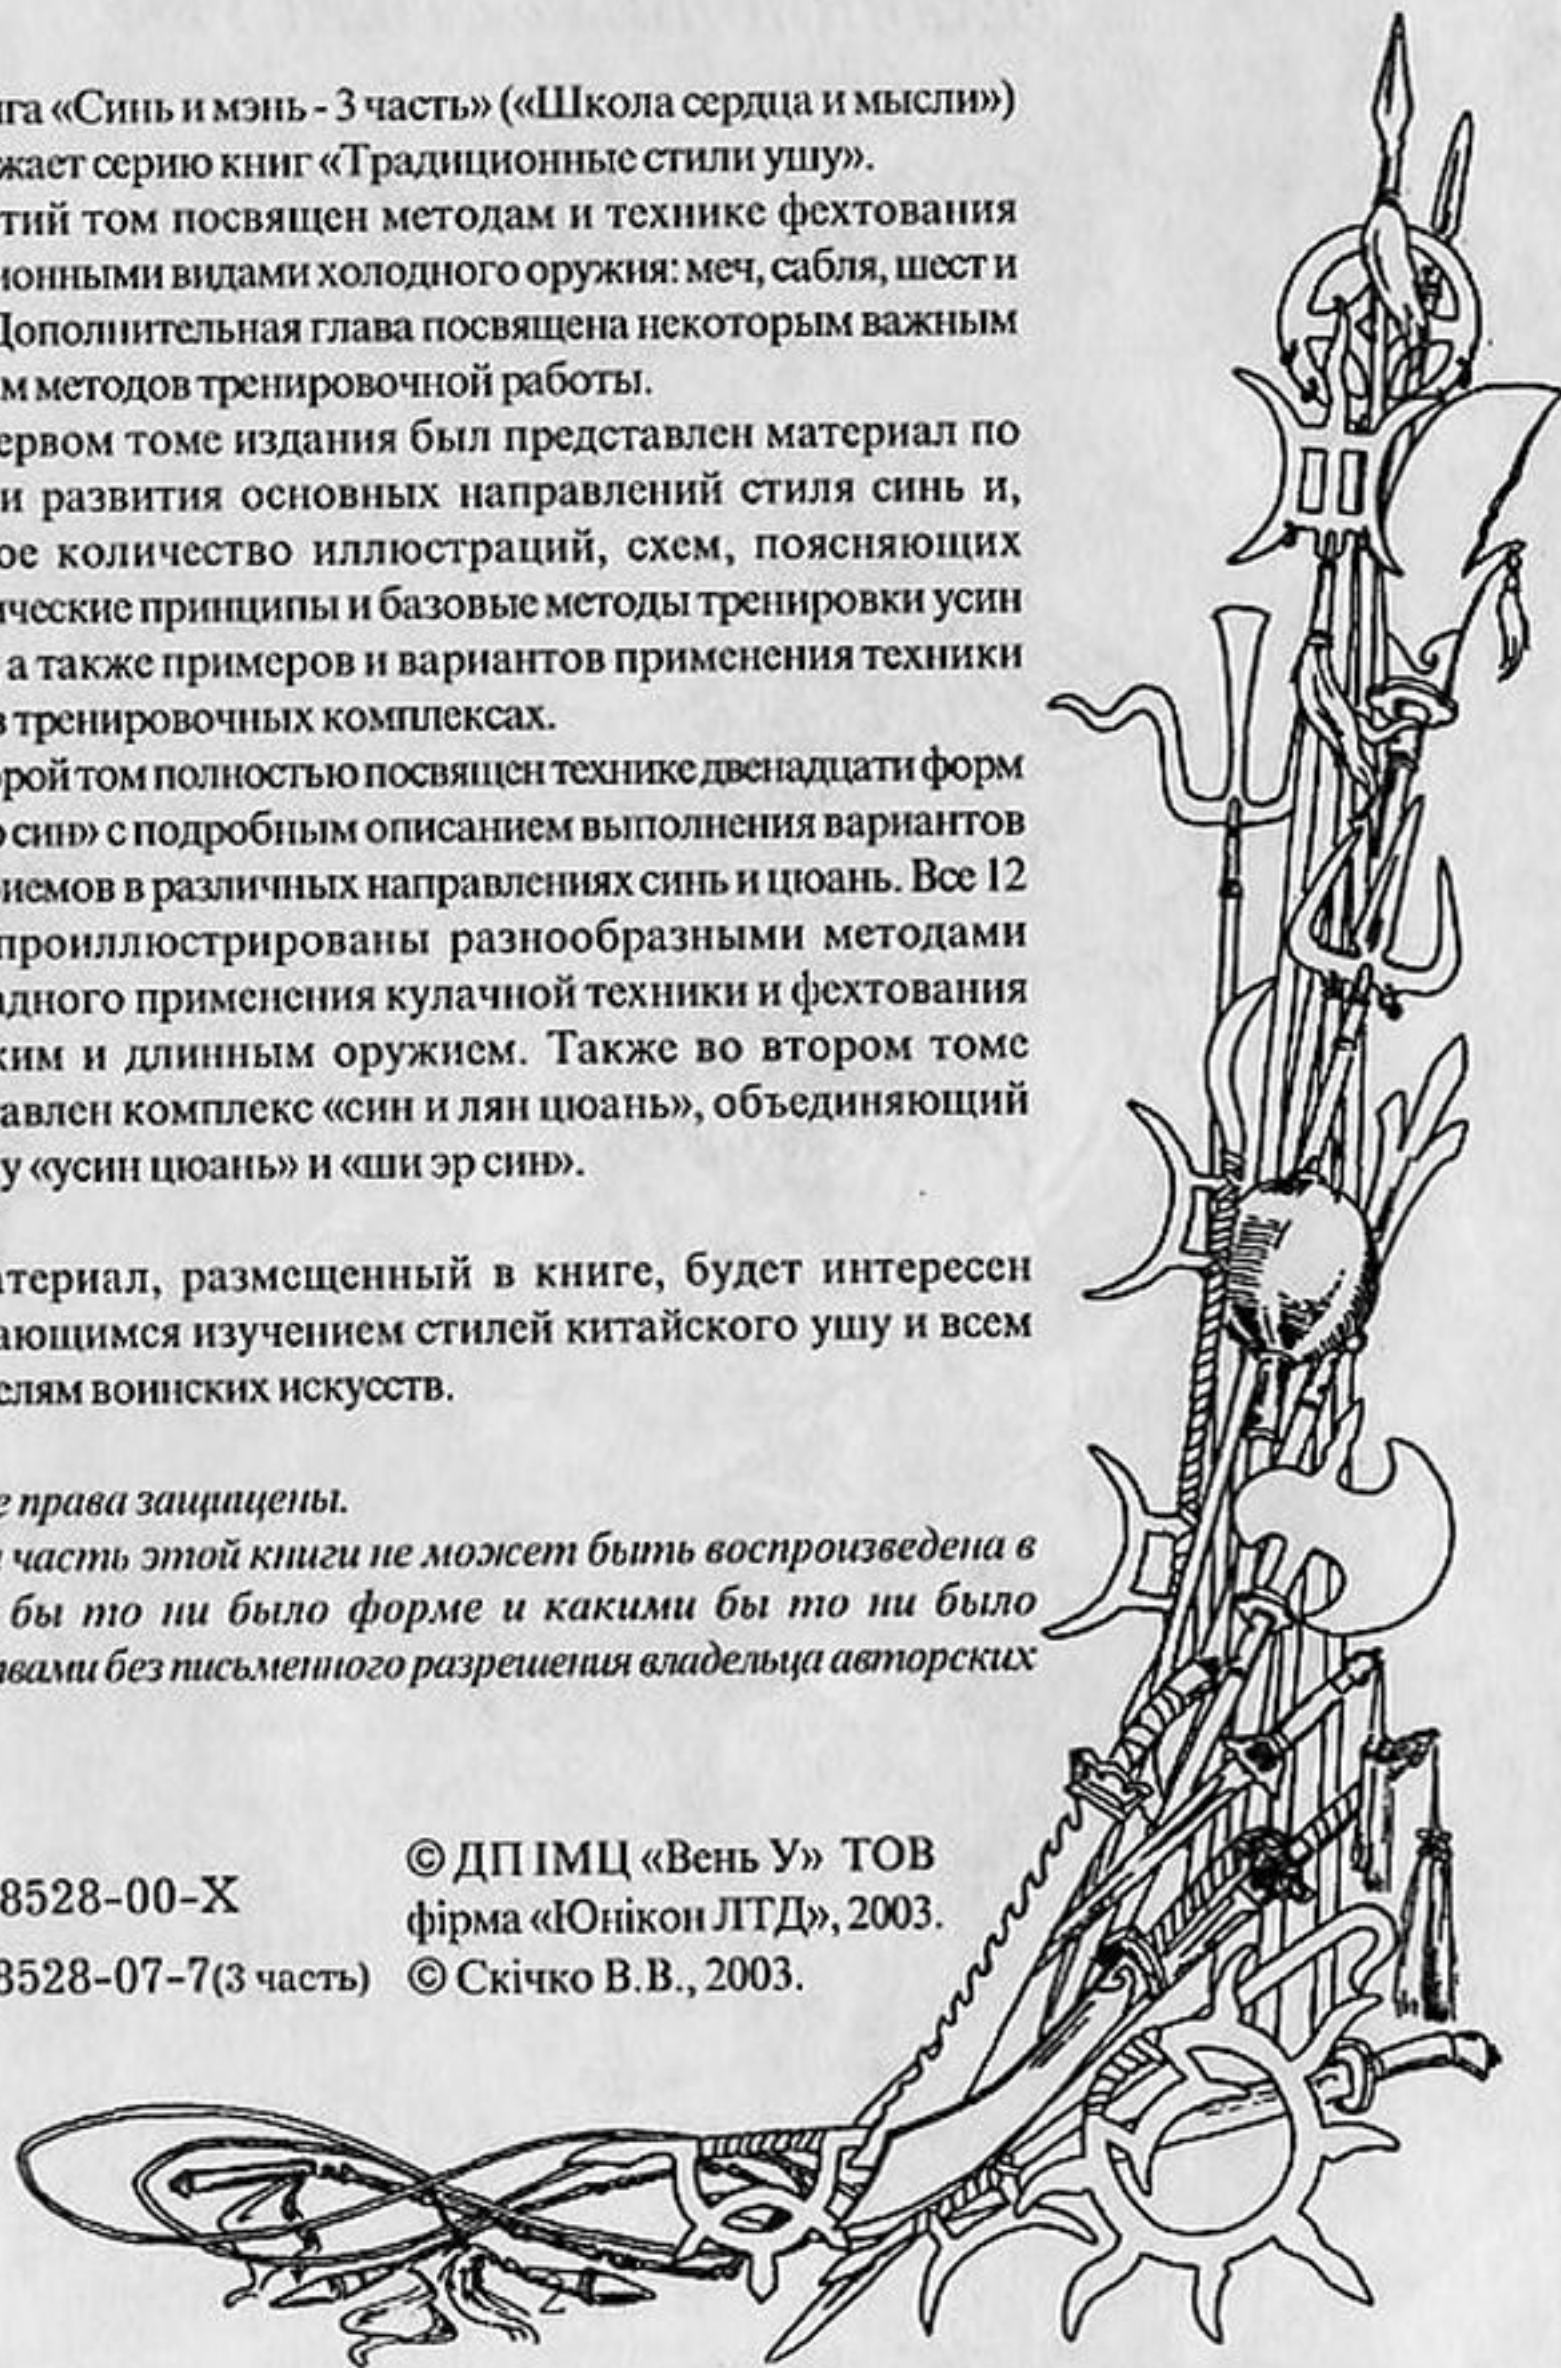 га «Синь и мэнь - 3 часть» («Школа сердца и мысли»)
жает серию книг «Традиционные стили ушу».
тий том посвящен методам и технике фехтования
ионными видами холодного оружия: меч, сабля, шест и
Дополнительная глава посвящена некоторым важным
м методов тренировочной работы.
ервом томе издания был представлен материал по
и развития основных направлений стиля синь и,
ое количество иллюстраций, схем, поясняющих
ические принципы и базовые методы тренировки усин
, а также примеров и вариантов применения техники
в тренировочных комплексах.
рой том полностью посвящен технике двенадцати форм
р син» с подробным описанием выполнения вариантов
иемов в различных направлениях синь и цюань. Все 12
проиллюстрированы разнообразными методами
адного применения кулачной техники и фехтования
ким и длинным оружием. Также во втором томе
авлен комплекс «син и лян цюань», объединяющий
у «усин цюань» и «ши эр син».
атериал, размещенный в книге, будет интересен
ающимся изучением стилей китайского ушу и всем
слям воинских искусств.
е права защищены.
часть этой книги не может быть воспроизведена в
бы то ни было форме и какими бы то ни было
твами без письменного разрешения владельца авторских
8528-00-X
8528-07-7(3 часть)
© ДП ІМЦ «Вень У» ТОВ
фірма «Юнікон ЛТД», 2003.
© Скічко В.В., 2003.